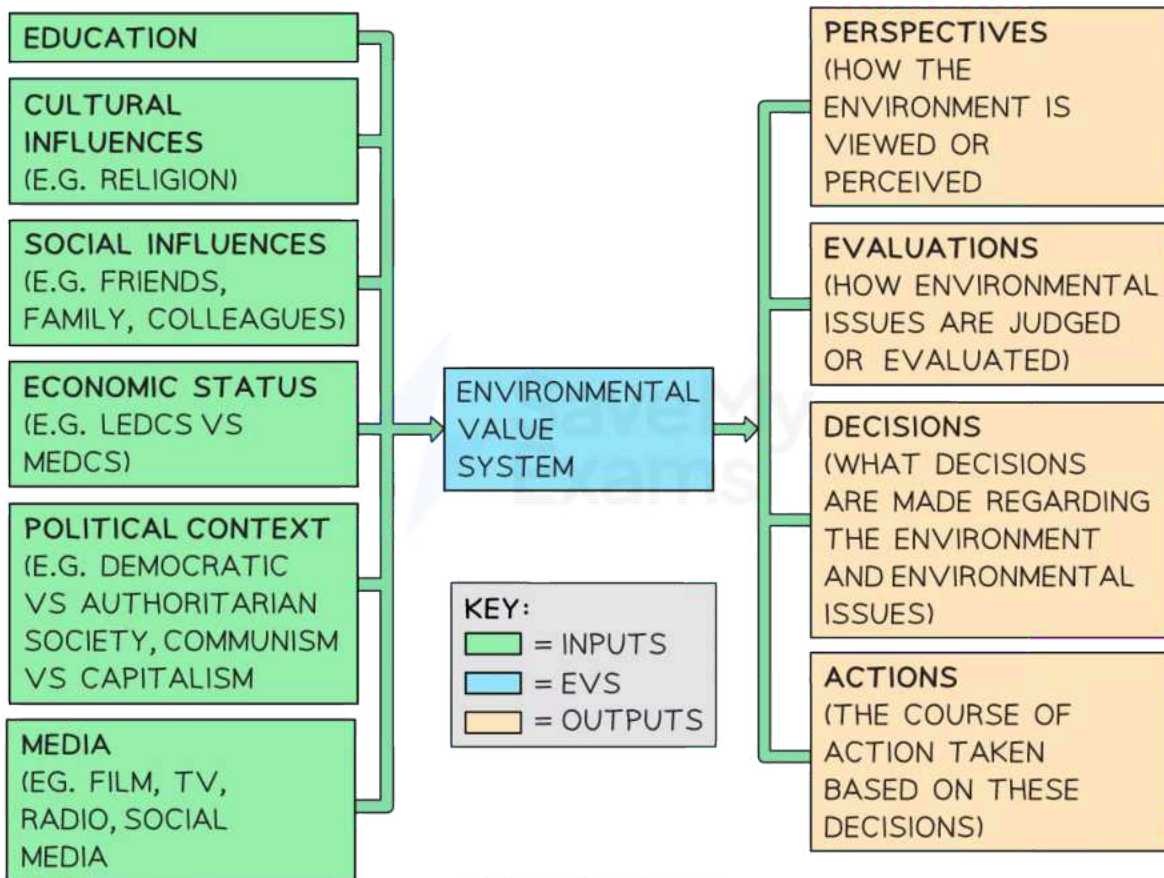 EDUCATION
CULTURAL
INFLUENCES
(E.G. RELIGION)
SOCIAL INFLUENCES
(E.G. FRIENDS,
FAMILY, COLLEAGUES)
ECONOMIC STATUS
(E.G. LEDCS VS
MEDCS)
POLITICAL CONTEXT
(E.G. DEMOCRATIC
VS AUTHORITARIAN
SOCIETY, COMMUNISM
VS CAPITALISM
MEDIA
(EG. FILM, TV,
RADIO, SOCIAL
MEDIA
ENVIRONMENTAL
VALUE
SYSTEM
SaveMy
Exams
KEY:
= INPUTS
= EVS
= OUTPUTS
PERSPECTIVES
(HOW THE
ENVIRONMENT IS
VIEWED OR
PERCEIVED
EVALUATIONS
(HOW ENVIRONMENTAL
ISSUES ARE JUDGED
OR EVALUATED)
DECISIONS
(WHAT DECISIONS
ARE MADE REGARDING
THE ENVIRONMENT
AND ENVIRONMENTAL
ISSUES)
ACTIONS
(THE COURSE OF
ACTION TAKEN
BASED ON THESE
DECISIONS)